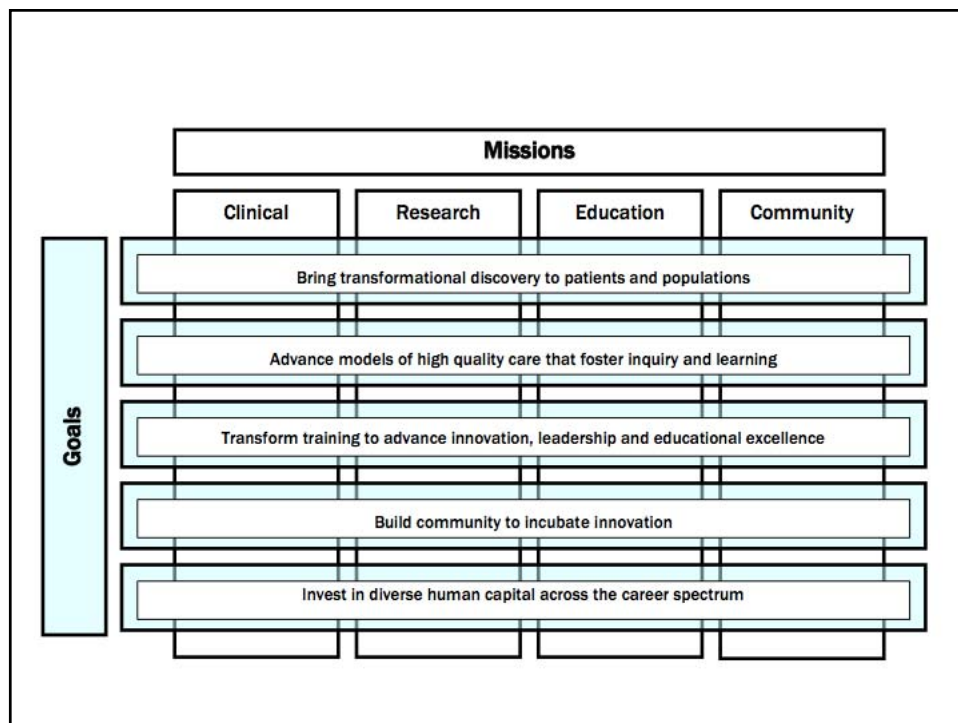 Missions
Clinical
Research
Education
Community
Goals
Bring transformational discovery to patients and populations
Advance models of high quality care that foster inquiry and learning
Transform training to advance innovation, leadership and educational excellence
Build community to incubate innovation
Invest in diverse human capital across the career spectrum